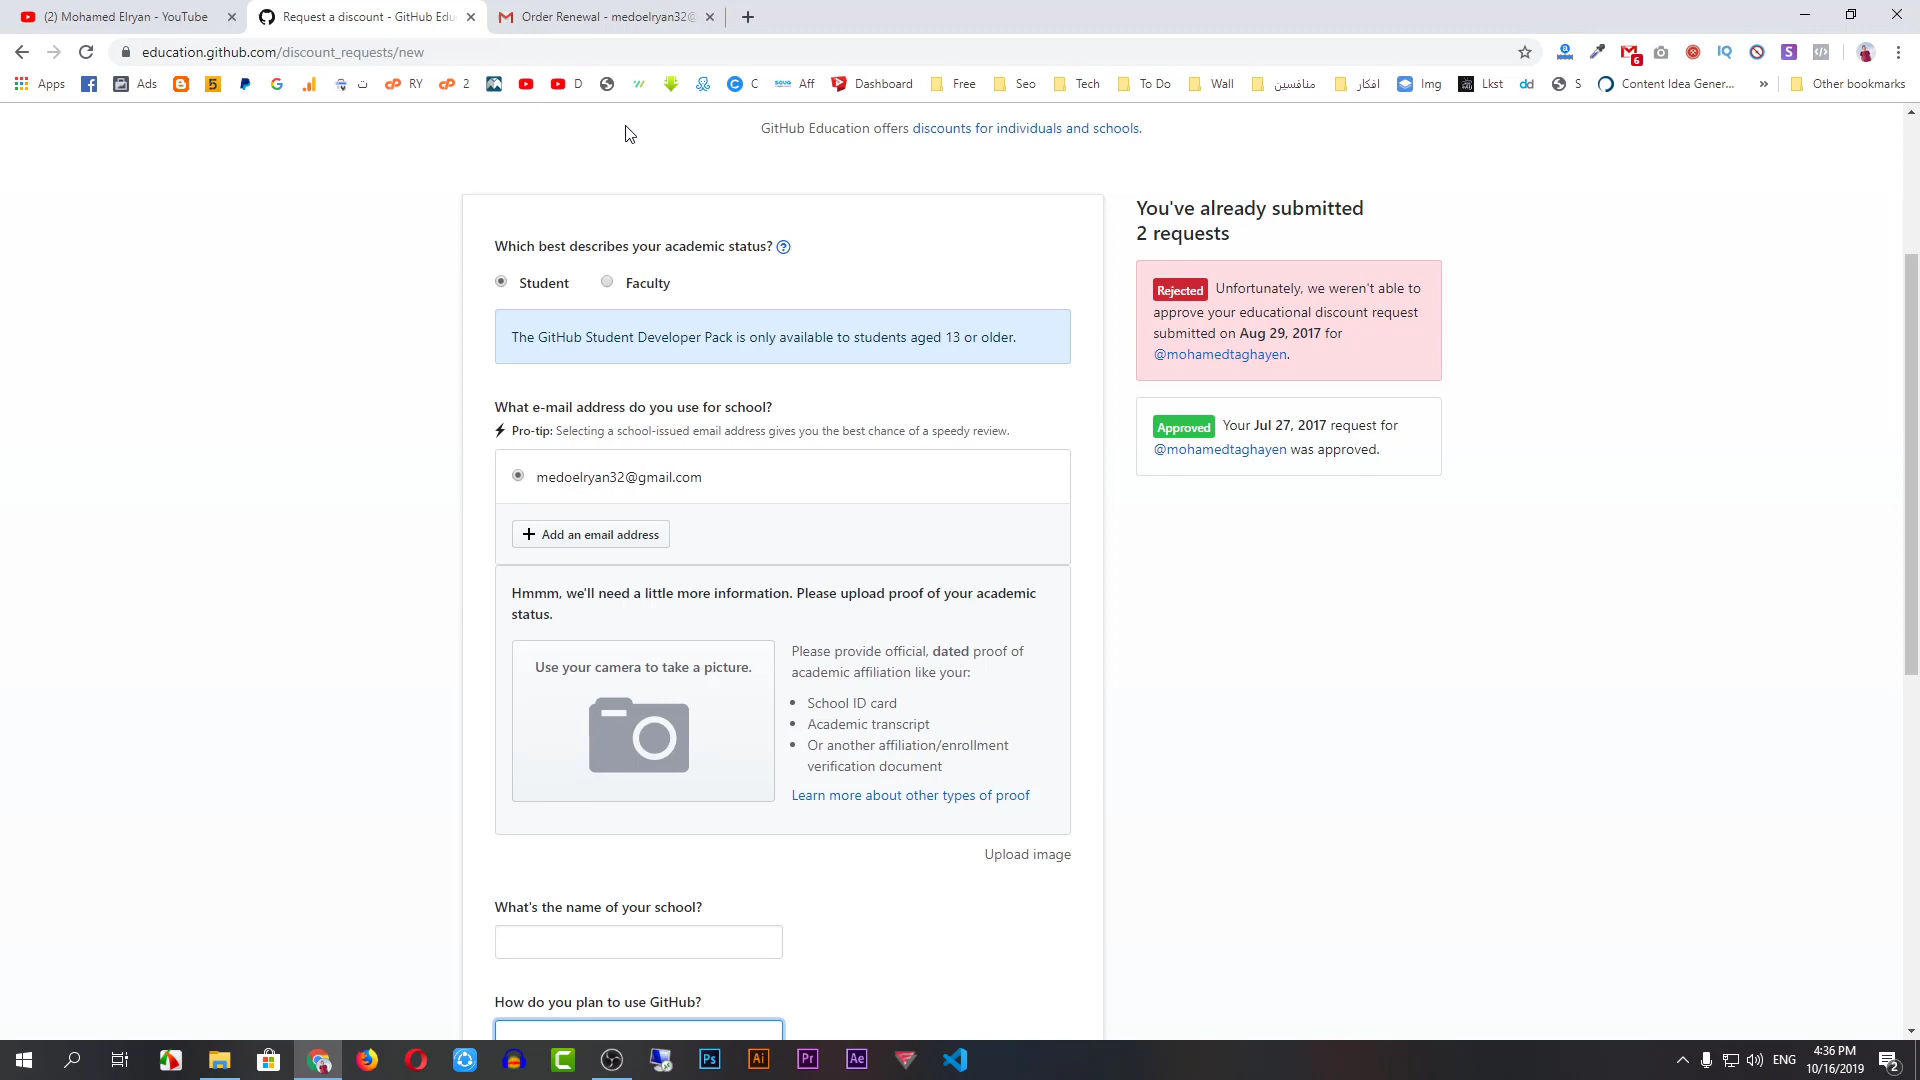 (2) Mohamed Elryan - YouTube
Request a discount - GitHub Edu
Order Renewal - medoelryan32@
education.github.com/discount_requests/new
6
Apps
Ads
5
ت
RY
2
D
C
Aff
Dashboard
Free
Seo
Tech
To Do
Wall
منافسين
افكار
Img
Lkst
dd
S
Content Idea Gener...
»
Other bookmarks
GitHub Education offers discounts for individuals and schools.
Which best describes your academic status?
Student
Faculty
The GitHub Student Developer Pack is only available to students aged 13 or older.
What e-mail address do you use for school?
Pro-tip: Selecting a school-issued email address gives you the best chance of a speedy review.
medoelryan32@gmail.com
Add an email address
Hmmm, we'll need a little more information. Please upload proof of your academic
status.
Use your camera to take a picture.
Please provide official, dated proof of
academic affiliation like your:
• School ID card
• Academic transcript
• Or another affiliation/enrollment
verification document
Learn more about other types of proof
Upload image
What's the name of your school?
How do you plan to use GitHub?
You've already submitted
2 requests
Rejected Unfortunately, we weren't able to
approve your educational discount request
submitted on Aug 29, 2017 for
@mohamedtaghayen.
Approved Your Jul 27, 2017 request for
@mohamedtaghayen was approved.
Ps
Ai
Pr
Ae
ENG
4:36 PM
10/16/2019
2